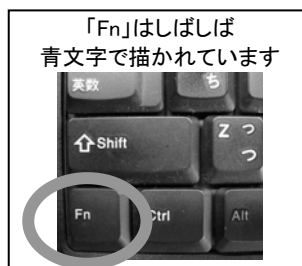 「Fn」はしばしば
青文字で描かれています
英数
ち
Shift
Z っ
つ
Fn
Ctrl
Alt